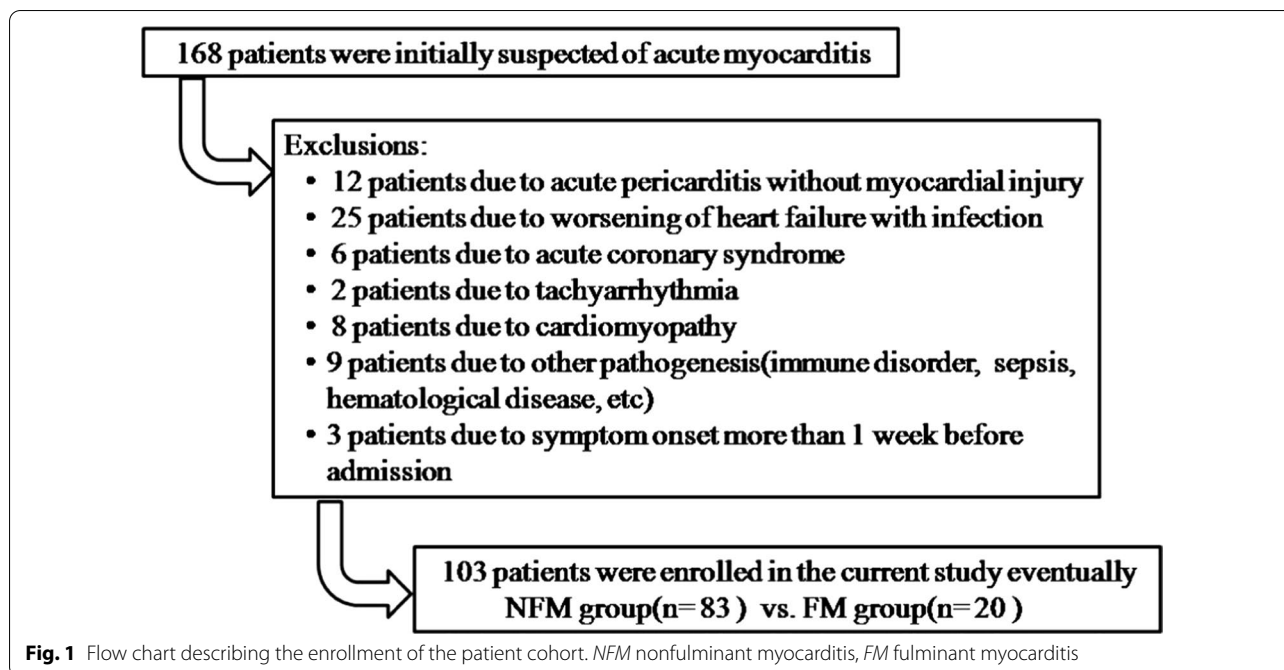 168 patients were initially suspected of acute myocarditis
Exclusions:
• 12 patients due to acute pericarditis without myocardial injury
• 25 patients due to worsening of heart failure with infection
• 6 patients due to acute coronary syndrome
• 2 patients due to tachyarrhythmia
• 8 patients due to cardiomyopathy
• 9 patients due to other pathogenesis(immune disorder, sepsis,
hematological disease, etc)
• 3 patients due to symptom onset more than 1 week before
admission
103 patients were enrolled in the current study eventually
NFM group(n=83 ) vs. FM group(n=20 )
Fig. 1 Flow chart describing the enrollment of the patient cohort. NFM nonfulminant myocarditis, FM fulminant myocarditis